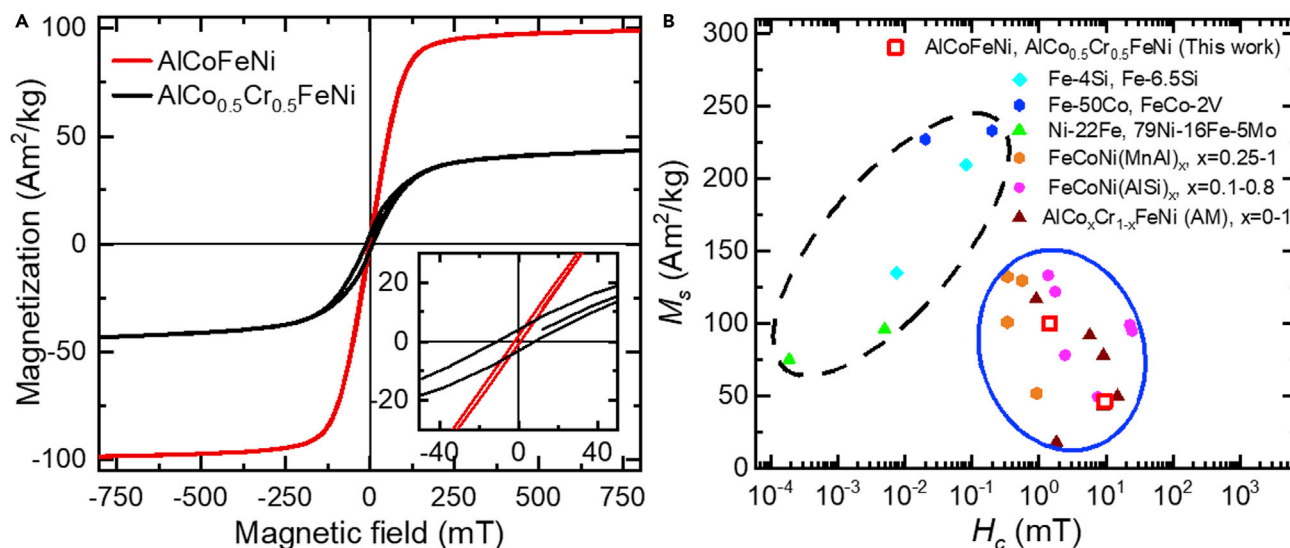 A
100
50
0
-50
-100
Magnetization (Am²/kg)
AlCoFeNi
AlCo₀.₅Cr₀.₅FeNi
20
0
-20
-40
0
40
-750
-500
-250
0
250
500
750
Magnetic field (mT)
B
300
250
200
150
100
50
0
Mₛ (Am²/kg)
AlCoFeNi, AlCo₀.₅Cr₀.₅FeNi (This work)
Fe-4Si, Fe-6.5Si
Fe-50Co, FeCo-2V
Ni-22Fe, 79Ni-16Fe-5Mo
FeCoNi(MnAl)ₓ, x=0.25-1
FeCoNi(AlSi)ₓ, x=0.1-0.8
AlCoₓCr₁₋ₓFeNi (AM), x=0-1
10⁻⁴
10⁻³
10⁻²
10⁻¹
10⁰
10¹
10²
10³
H_c (mT)